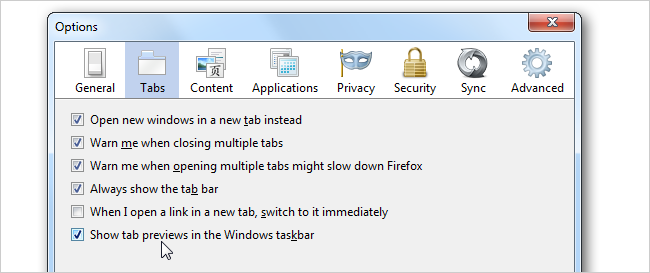 Options
General Tabs Content Applications Privacy Security Sync Advanced
Open new windows in a new tab instead
Warn me when closing multiple tabs
Warn me when opening multiple tabs might slow down Firefox
Always show the tab bar
When I open a link in a new tab, switch to it immediately
Show tab previews in the Windows taskbar